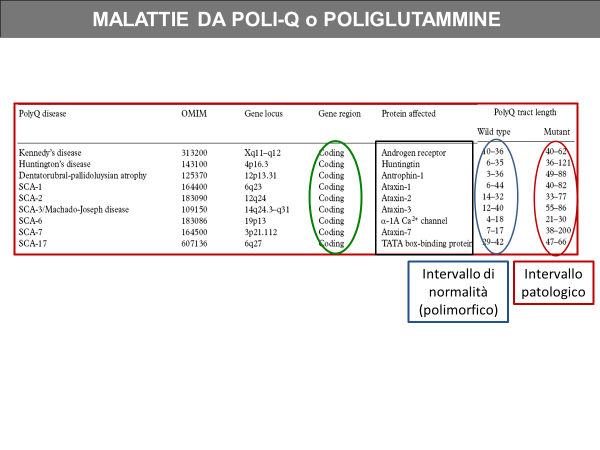 MALATTIE DA POLI-Q o POLIGLUTAMMINE
PolyQ disease OMIM Gene locus Gene region Protein affected PolyQ tract length
Wild type Mutant
Kennedy's disease 313200 Xq11–q12 Coding Androgen receptor 10–36 40–62
Huntington's disease 143100 4p16.3 Coding Huntingtin 6–35 36–121
Dentatorubral-pallidoluysian atrophy 125370 12p13.31 Coding Antrophin-1 3–36 49–88
SCA-1 164400 6q23 Coding Ataxin-1 6–44 40–82
SCA-2 183090 12q24 Coding Ataxin-2 14–32 33–77
SCA-3/Machado-Joseph disease 109150 14q24.3–q31 Coding Ataxin-3 12–40 55–86
SCA-6 183086 19p13 Coding α-1A Ca²⁺ channel 4–18 21–30
SCA-7 164500 3p21.112 Coding Ataxin-7 7–17 38–200
SCA-17 607136 6q27 Coding TATA box-binding protein 29–42 47–66
Intervallo di
normalità
(polimorfico)
Intervallo
patologico